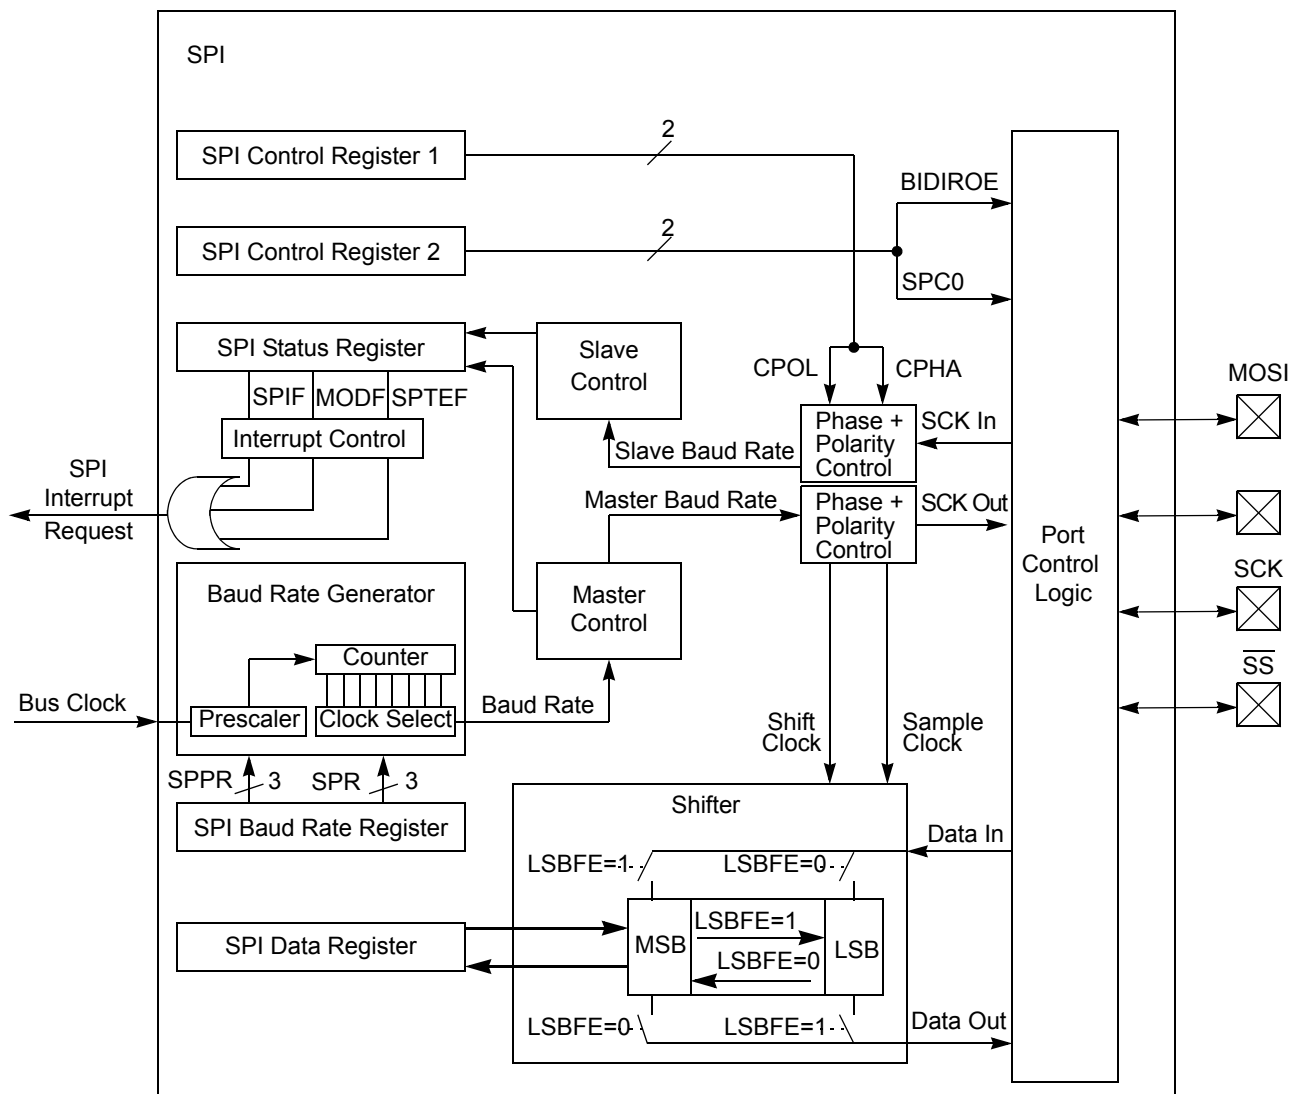 SPI
SPI Control Register 1
2
BIDIROE
SPI Control Register 2
2
SPC0
SPI Status Register
Slave
Control
CPOL
CPHA
MOSI
SPIF
MODF
SPTEF
Interrupt Control
Phase +
Polarity
Control
SCK In
Slave Baud Rate
SPI
Interrupt
Request
Master Baud Rate
Phase +
Polarity
Control
SCK Out
Port
Control
Logic
SCK
Baud Rate Generator
Master
Control
Counter
SS
Bus Clock
Prescaler
Clock Select
Baud Rate
Shift
Clock
Sample
Clock
SPPR
3
SPR
3
SPI Baud Rate Register
Shifter
Data In
LSBFE=1
LSBFE=0
SPI Data Register
MSB
LSBFE=1
LSBFE=0
LSB
LSBFE=0
LSBFE=1
Data Out